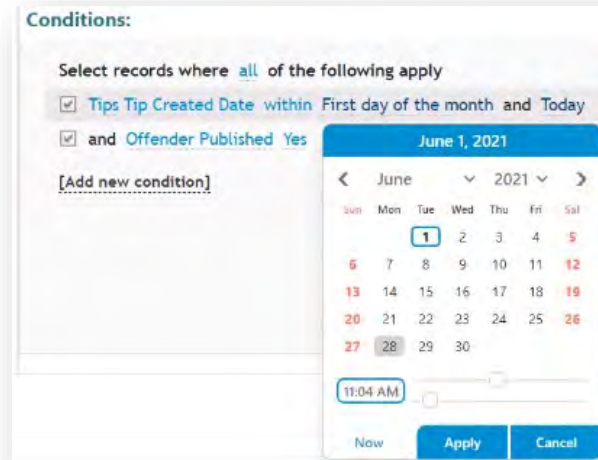 Conditions:
Select records where all of the following apply
Tips Tip Created Date within First day of the month and Today
and Offender Published Yes
[Add new condition]
June 1, 2021
June 2021
Sun Mon Tue Wed Thu Fri Sat
1 2 3 4 5
6 7 8 9 10 11 12
13 14 15 16 17 18 19
20 21 22 23 24 25 26
27 28 29 30
11:04 AM
Now Apply Cancel